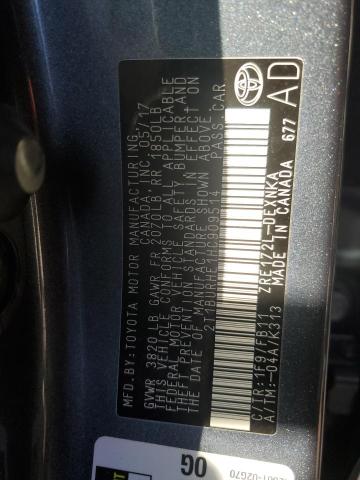 MFD.BY:TOYOTA MOTOR MANUFACTURING
CANADA, INC. 05/17
GVWR 3820 LB GAWR FR 2070 LB RR 1850 LB
THIS VEHICLE CONFORMS TO ALL APPLICABLE
FEDERAL MOTOR VEHICLE SAFETY, BUMPER, AND
THEFT PREVENTION STANDARDS IN EFFECT ON
THE DATE OF MANUFACTURE SHOWN ABOVE.
PASS. CAR
C/TR:1F9/FB11
ZRE172L-DEXNKA
A/TM:-04A/K313
MADE IN CANADA
677
AD
0G